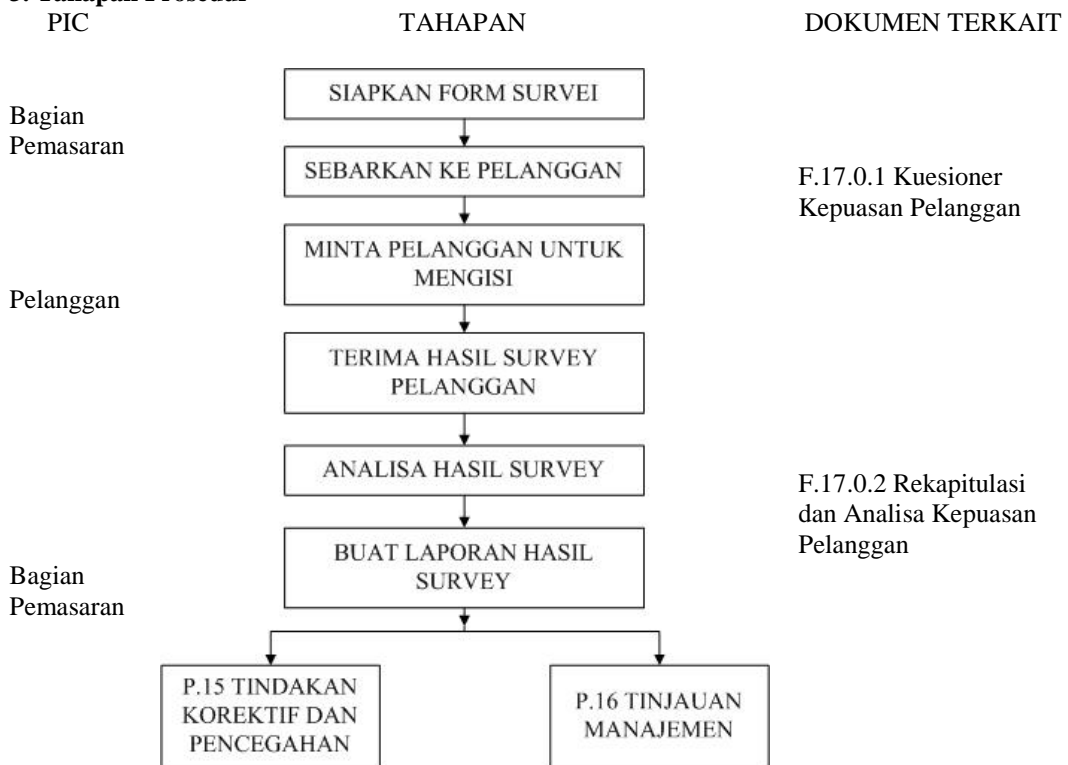 PIC TAHAPAN DOKUMEN TERKAIT
SIAPKAN FORM SURVEI
Bagian
Pemasaran
SEBARKAN KE PELANGGAN
F.17.0.1 Kuesioner
Kepuasan Pelanggan
MINTA PELANGGAN UNTUK
MENGISI
Pelanggan
TERIMA HASIL SURVEY
PELANGGAN
ANALISA HASIL SURVEY
F.17.0.2 Rekapitulasi
dan Analisa Kepuasan
Pelanggan
BUAT LAPORAN HASIL
SURVEY
Bagian
Pemasaran
P.15 TINDAKAN
KOREKTIF DAN
PENCEGAHAN
P.16 TINJAUAN
MANAJEMEN